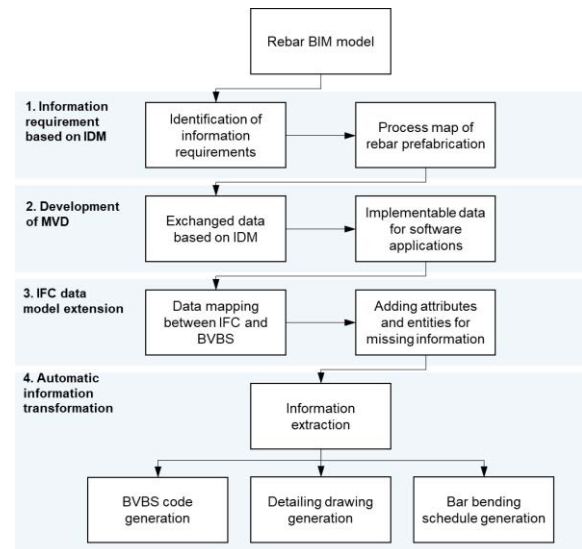 Rebar BIM model
1. Information
requirement
based on IDM
Identification of
information
requirements
Process map of
rebar prefabrication
2. Development
of MVD
Exchanged data
based on IDM
Implementable data
for software
applications
3. IFC data
model extension
Data mapping
between IFC and
BVBS
Adding attributes
and entities for
missing information
4. Automatic
information
transformation
Information
extraction
BVBS code
generation
Detailing drawing
generation
Bar bending
schedule generation